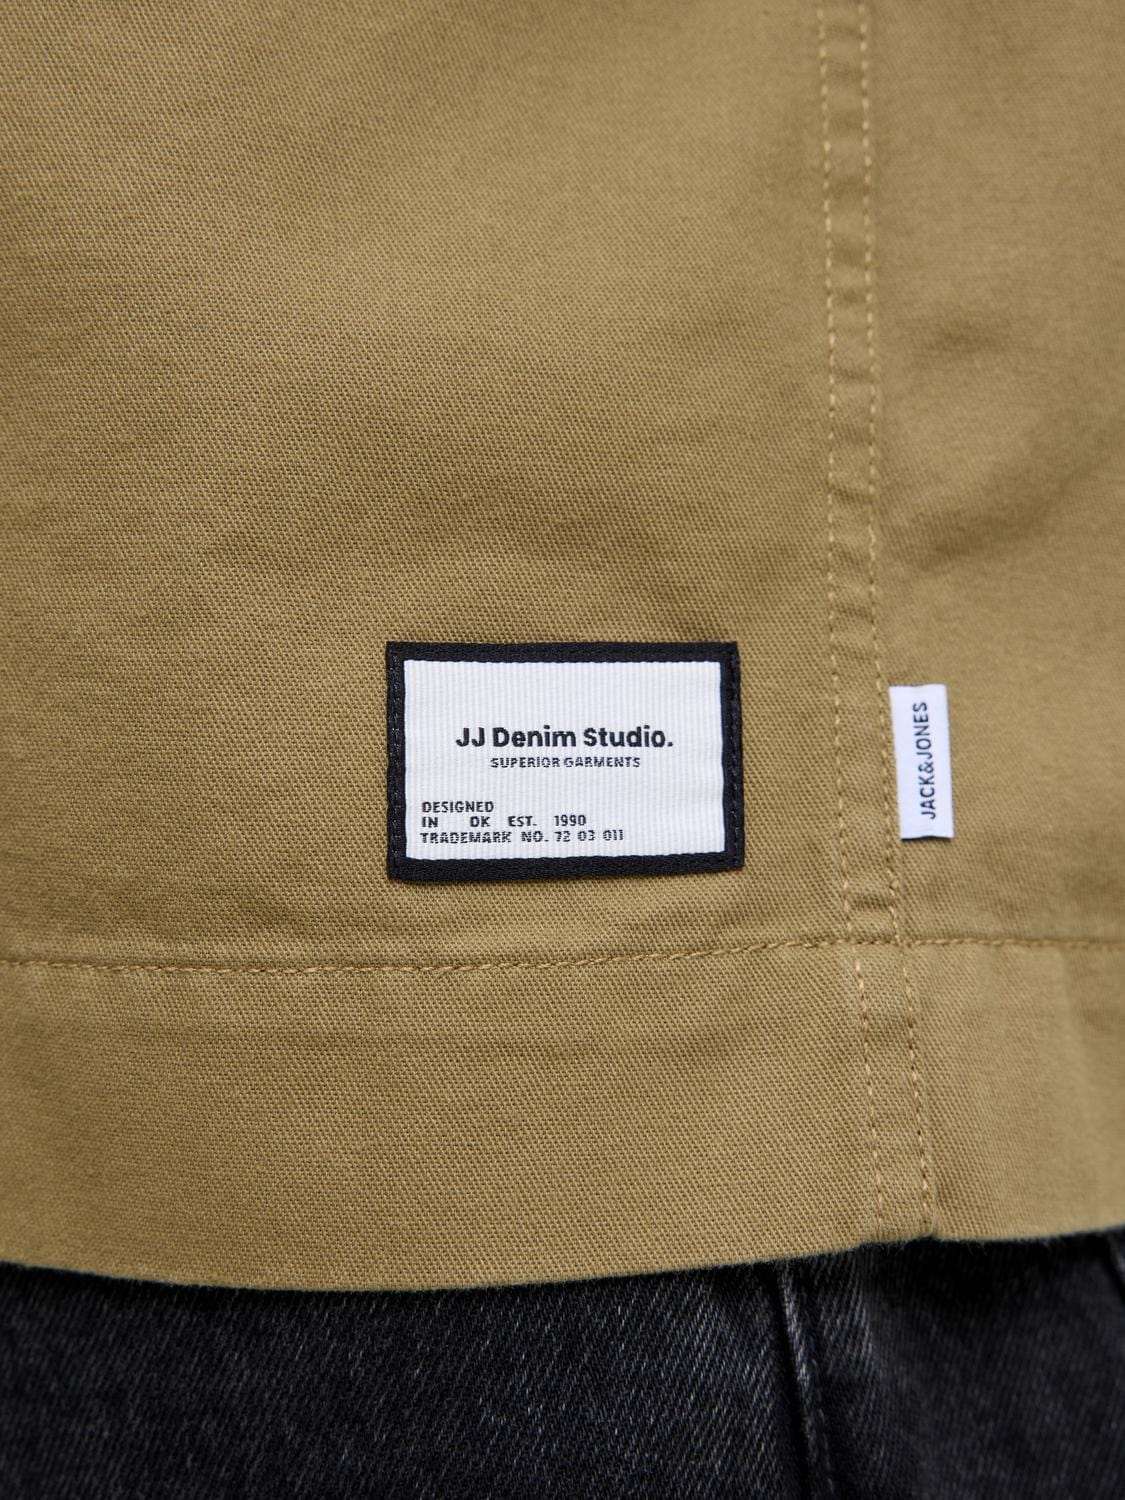 JJ Denim Studio.
SUPERIOR GARMENTS
DESIGNED
IN DK EST. 1990
TRADEMARK NO. 72 03 011
JACK&JONES